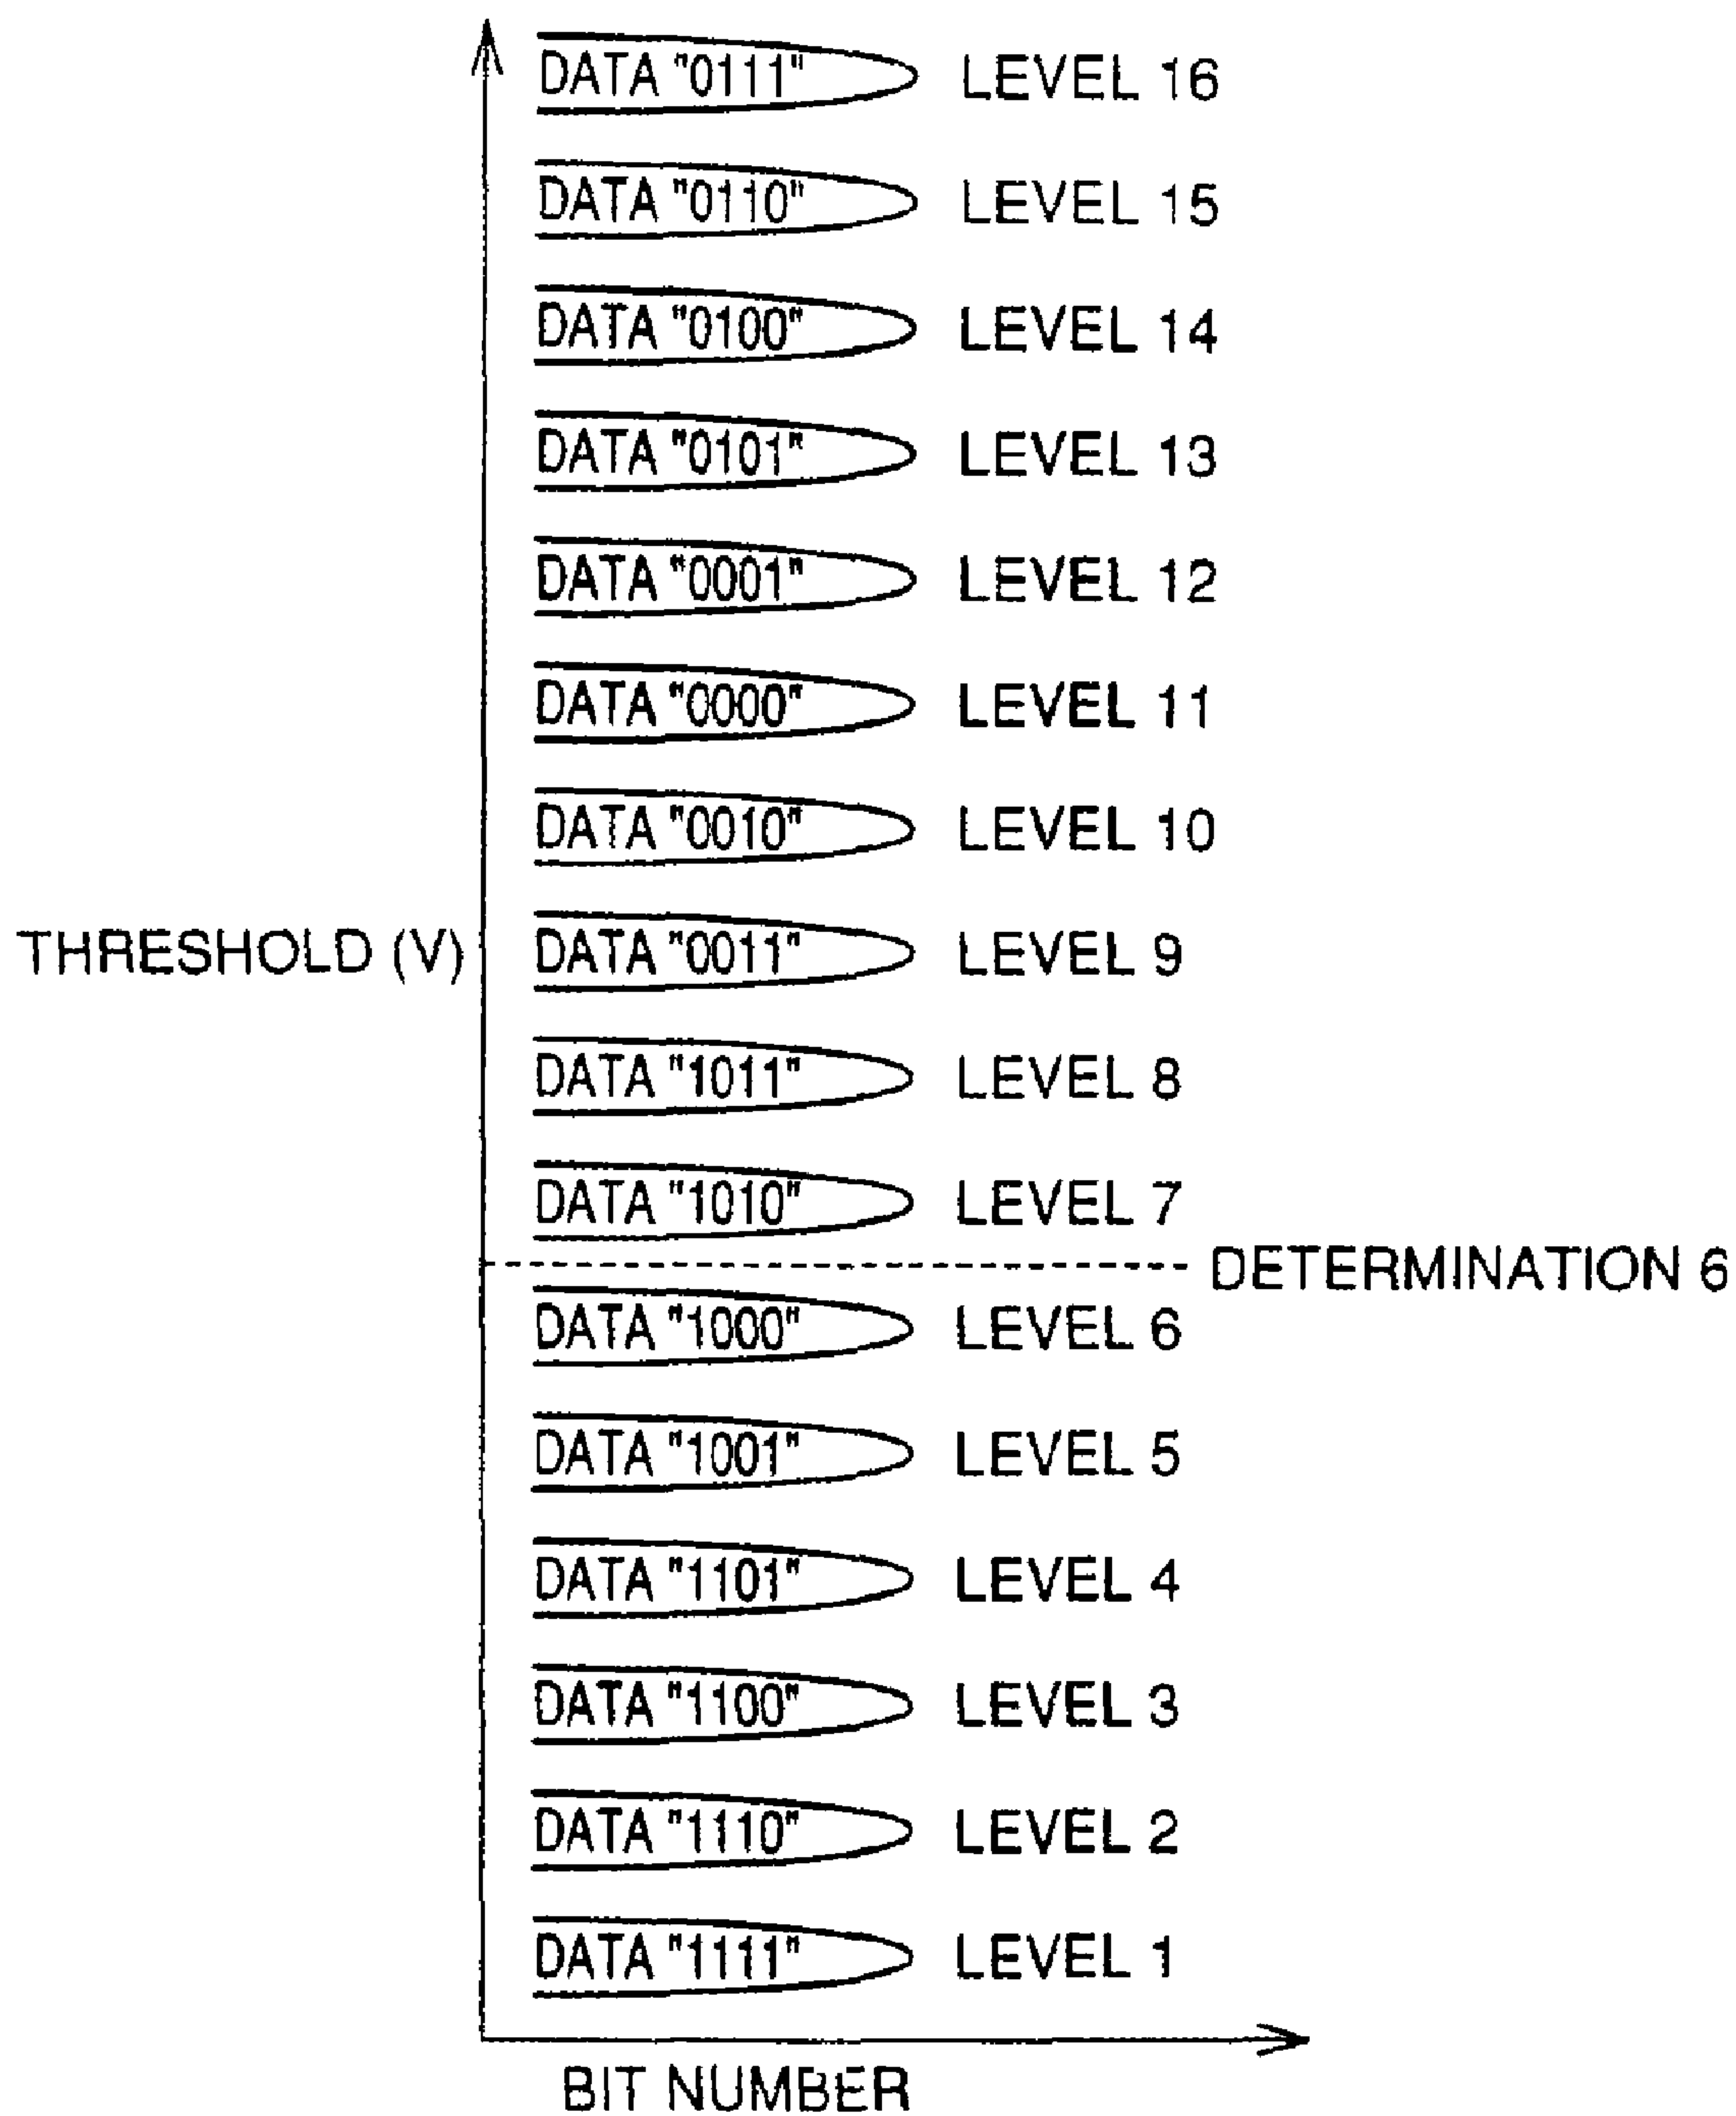 DATA "0111" LEVEL 16
DATA "0110" LEVEL 15
DATA "0100" LEVEL 14
DATA "0101" LEVEL 13
DATA "0001" LEVEL 12
DATA "0000" LEVEL 11
DATA "0010" LEVEL 10
THRESHOLD (V) DATA "0011" LEVEL 9
DATA "1011" LEVEL 8
DATA "1010" LEVEL 7
DETERMINATION 6
DATA "1000" LEVEL 6
DATA "1001" LEVEL 5
DATA "1101" LEVEL 4
DATA "1100" LEVEL 3
DATA "1110" LEVEL 2
DATA "1111" LEVEL 1
BIT NUMBER